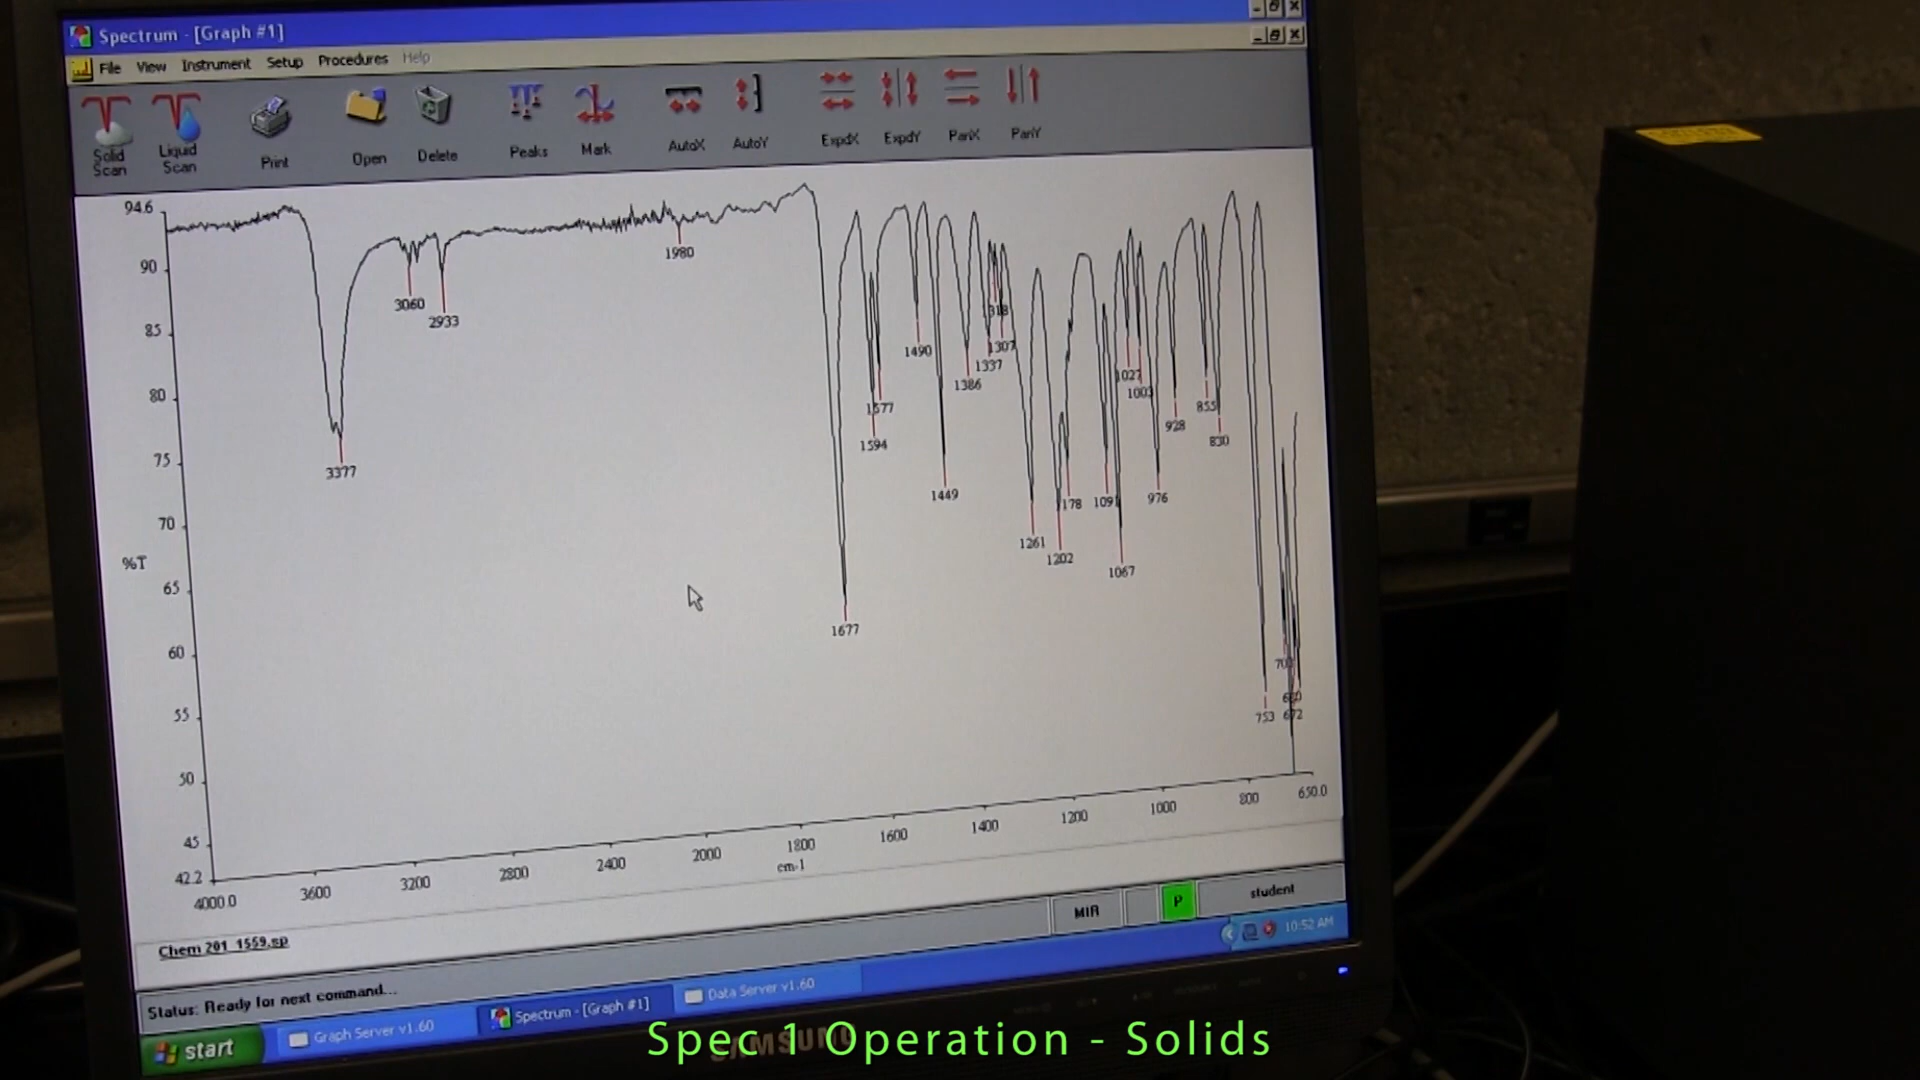 Spectrum - [Graph #1]
File View Instrument Setup Procedures Help
Solid Scan
Liquid Scan
Print
Open
Delete
Peaks
Mark
AutoX
AutoY
ExpdX
ExpdY
PanX
PanY
94.6
90
85
80
75
70
%T
65
60
55
50
45
42.2
3377
3060
2933
1980
1677
1594
1577
1490
1449
1386
1337
1307
1261
1202
1091
1067
1027
1003
976
928
855
830
753
672
4000.0
3600
3200
2800
2400
2000
1800
1600
1400
1200
1000
800
650.0
cm-1
MIR
P
student
Chem 201_1559.sp
Status: Ready for next command...
start
Graph Server v1.60
Spectrum - [Graph #1]
Data Server v1.60
10:52 AM
SAMSUNG
Spec 1 Operation - Solids